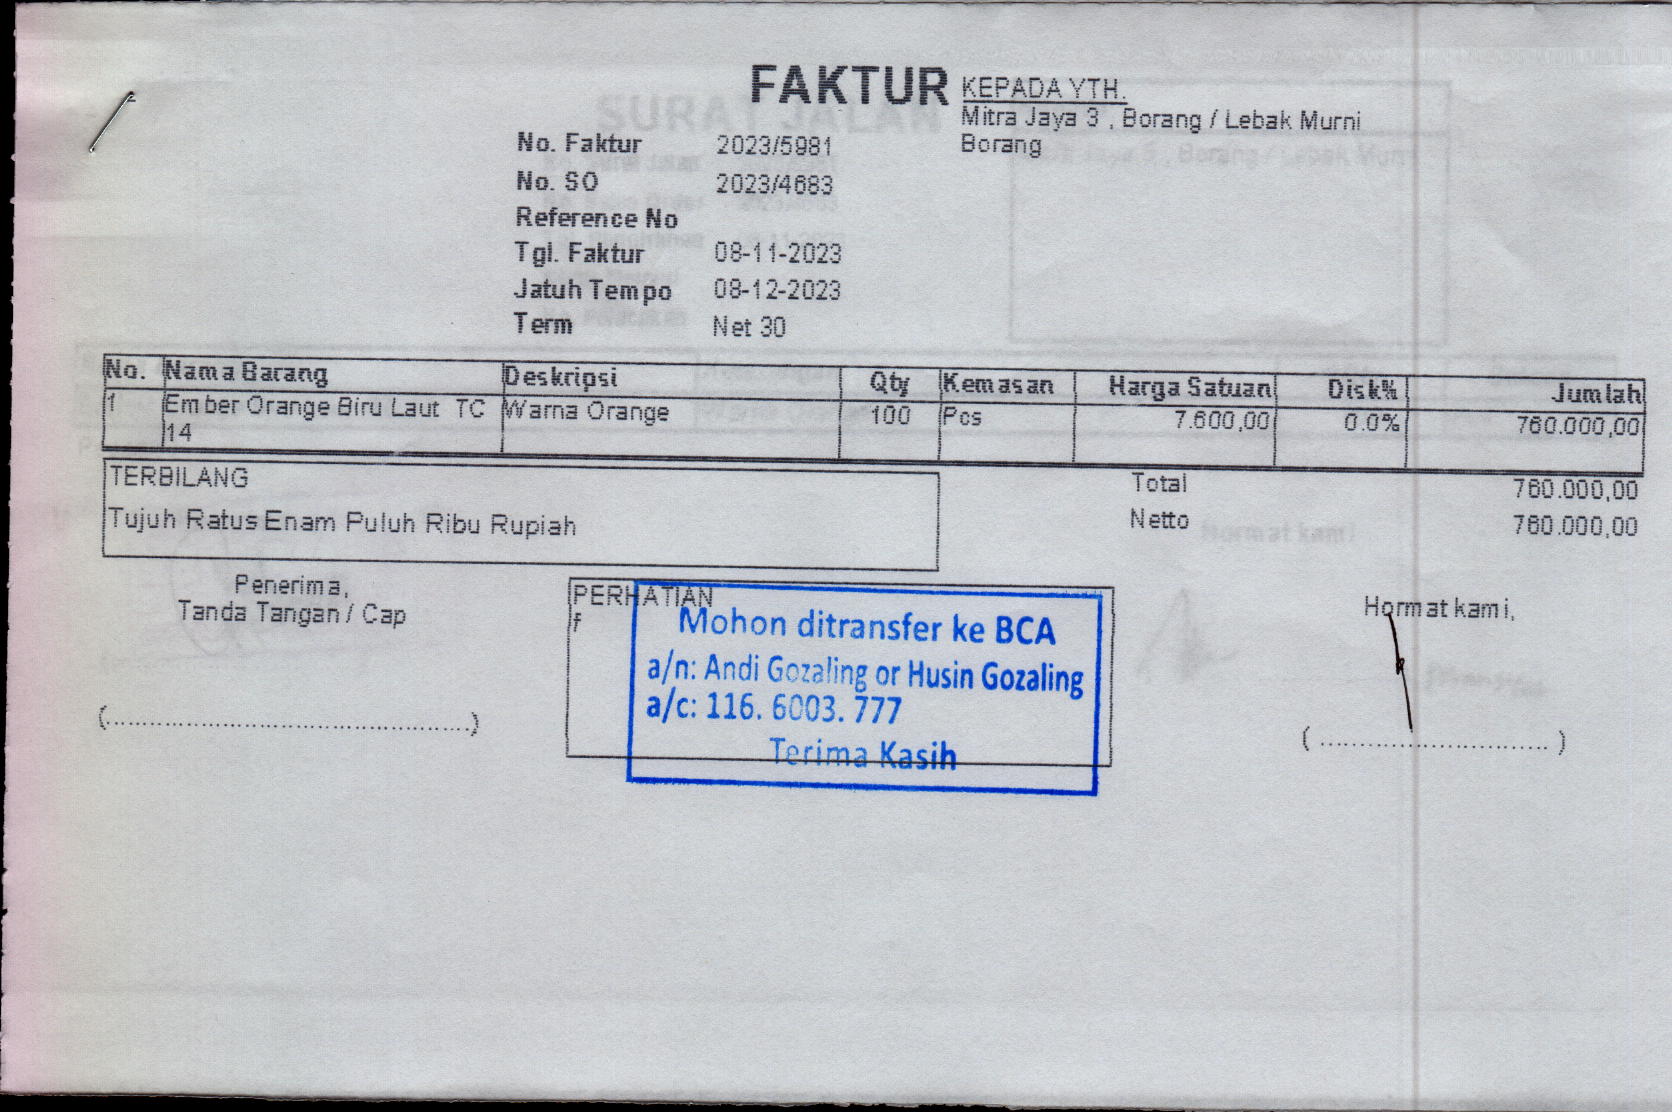 FAKTUR
KEPADA YTH.
Mitra Jaya 3 , Borang / Lebak Murni
Borang
No. Faktur 2023/5981
No. SO 2023/4683
Reference No
Tgl. Faktur 08-11-2023
Jatuh Tempo 08-12-2023
Term Net 30
No. Nama Barang Deskripsi Qty Kemasan Harga Satuan Disk% Jumlah
1 Ember Orange Biru Laut TC Warna Orange 100 Pcs 7.600,00 0.0% 760.000,00
14
TERBILANG
Tujuh Ratus Enam Puluh Ribu Rupiah
Total 760.000,00
Netto 760.000,00
Penerima,
Tanda Tangan / Cap
(..............................................)
PERHATIAN
f
Mohon ditransfer ke BCA
a/n: Andi Gozaling or Husin Gozaling
a/c: 116. 6003. 777
Terima Kasih
Hormat kami,
( ............................. )
SURAT JALAN
Hormat kami